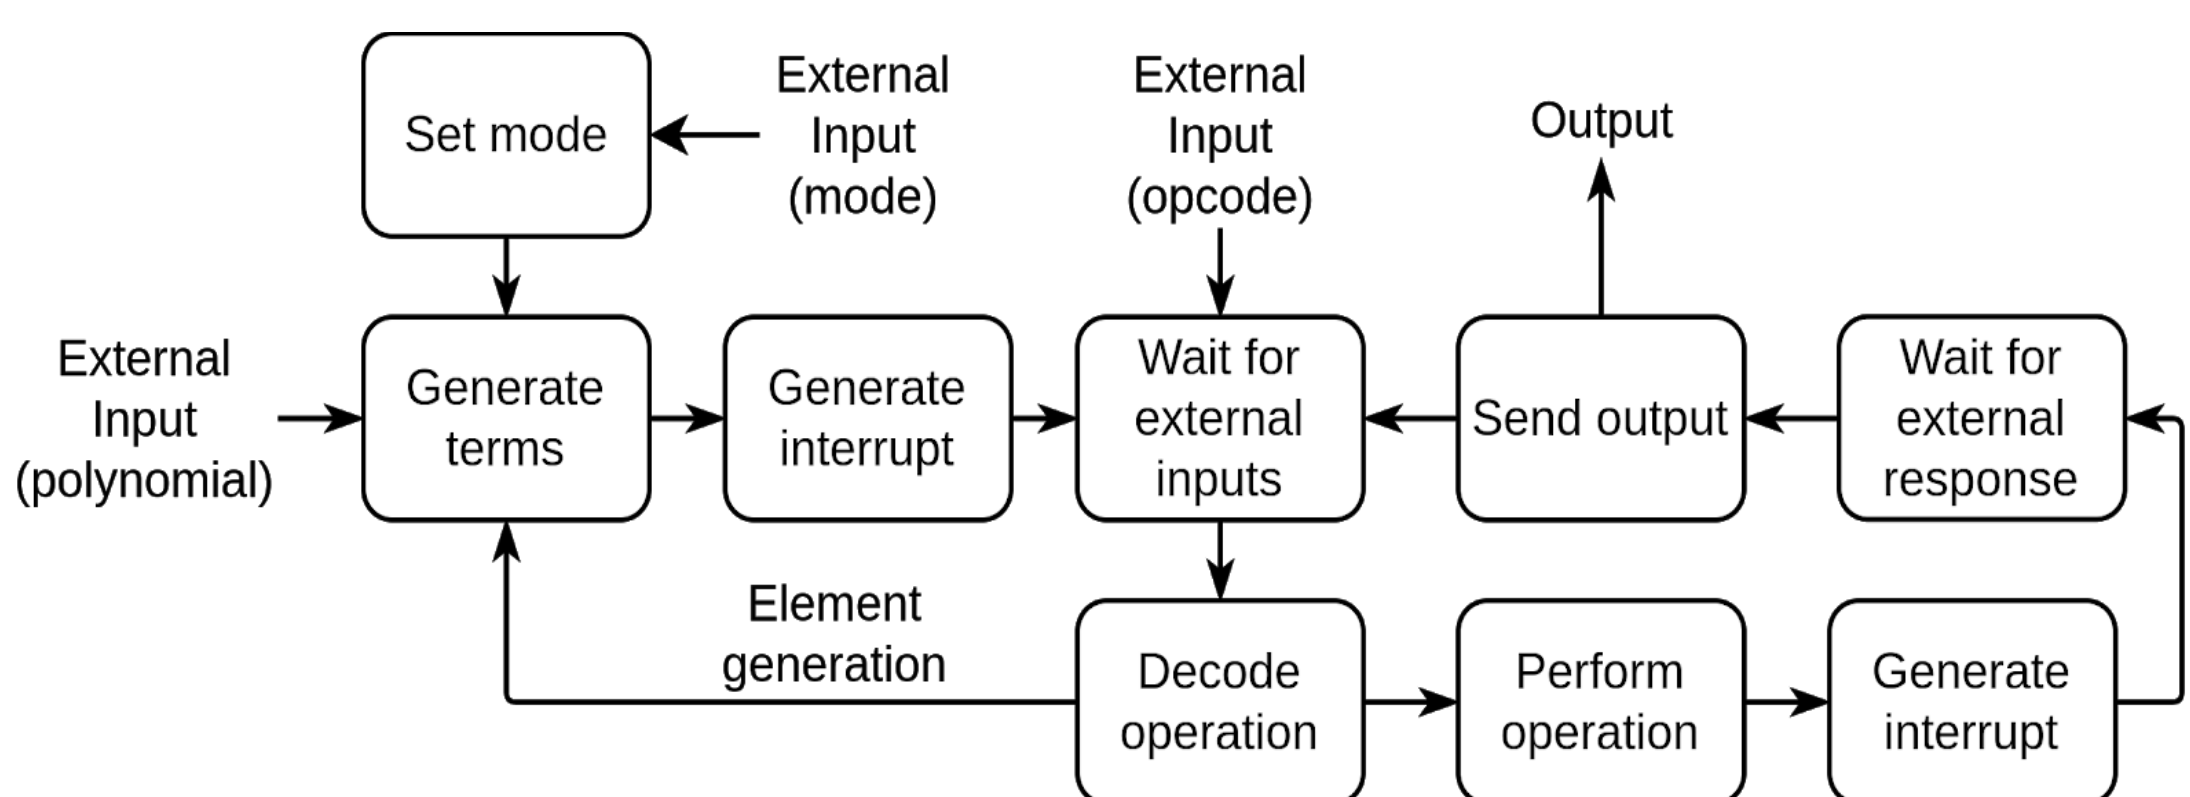 Set mode
External
Input
(mode)
External
Input
(opcode)
Output
External
Input
(polynomial)
Generate
terms
Generate
interrupt
Wait for
external
inputs
Send output
Wait for
external
response
Element
generation
Decode
operation
Perform
operation
Generate
interrupt